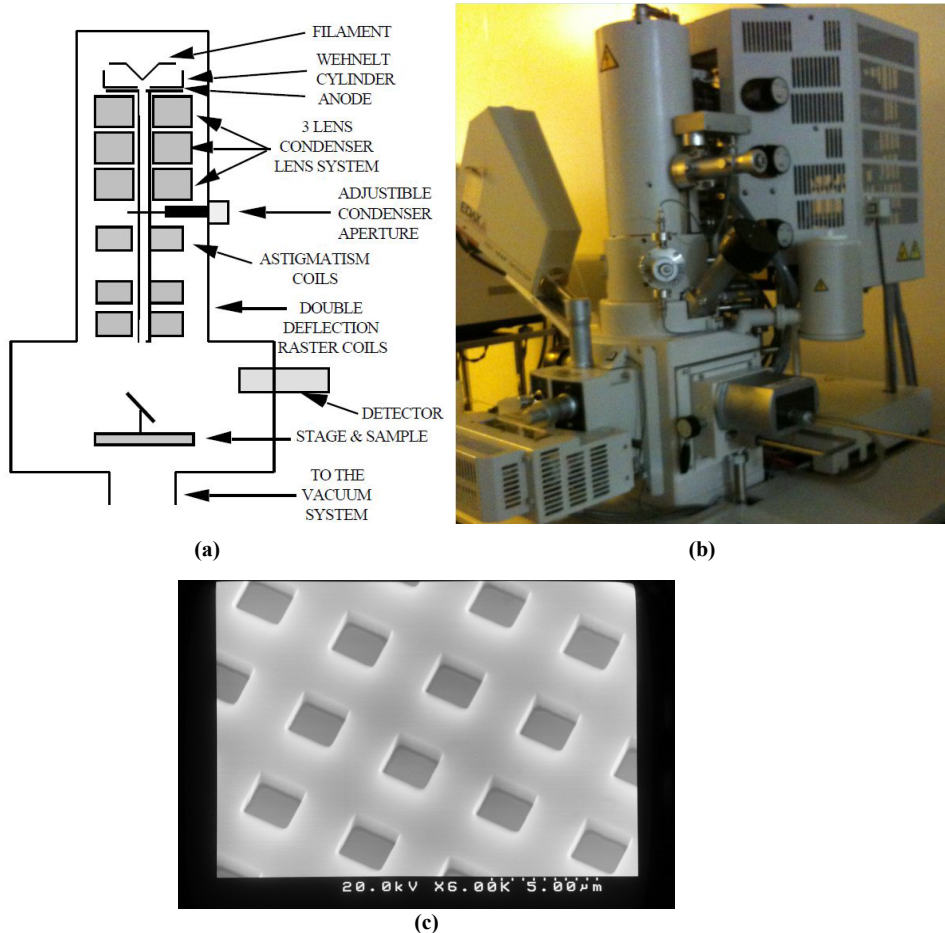 FILAMENT
WEHNELT
CYLINDER
ANODE
3 LENS
CONDENSER
LENS SYSTEM
ADJUSTIBLE
CONDENSER
APERTURE
ASTIGMATISM
COILS
DOUBLE
DEFLECTION
RASTER COILS
DETECTOR
STAGE & SAMPLE
TO THE
VACUUM
SYSTEM
(a)
EDAX
(b)
20.0kV X6.00K 5.00μm
(c)